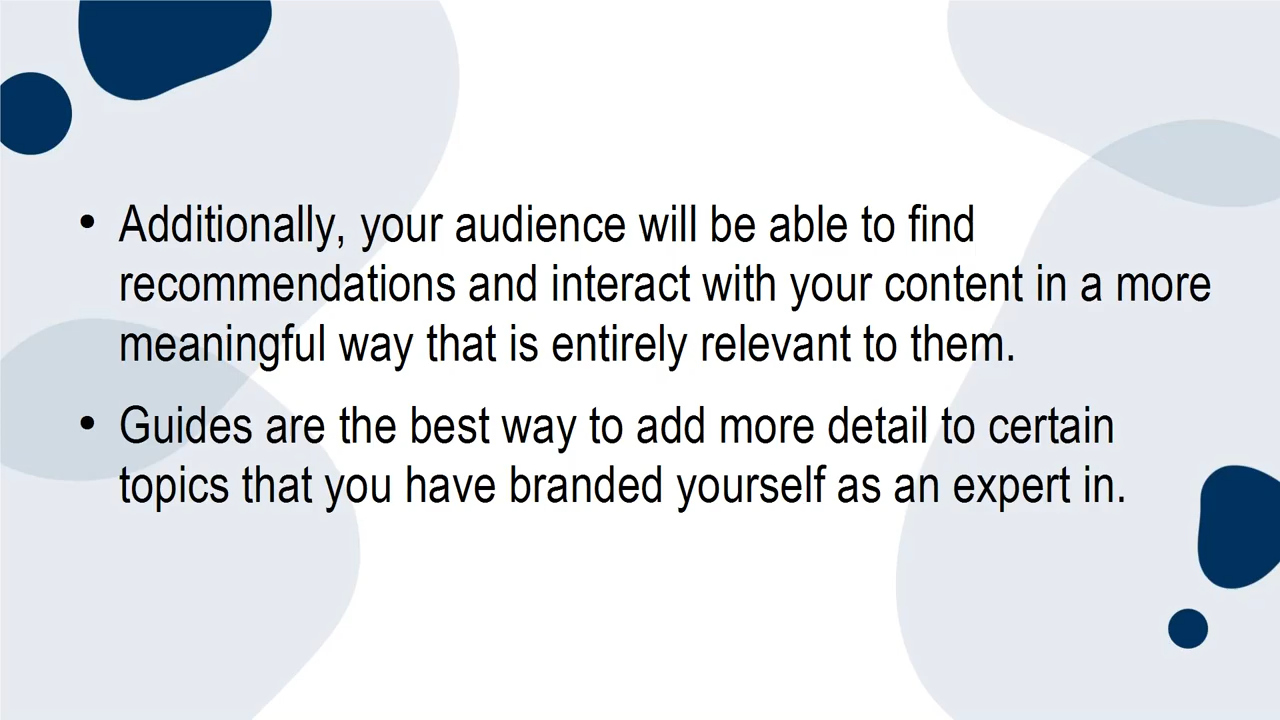 • Additionally, your audience will be able to find
recommendations and interact with your content in a more
meaningful way that is entirely relevant to them.
• Guides are the best way to add more detail to certain
topics that you have branded yourself as an expert in.